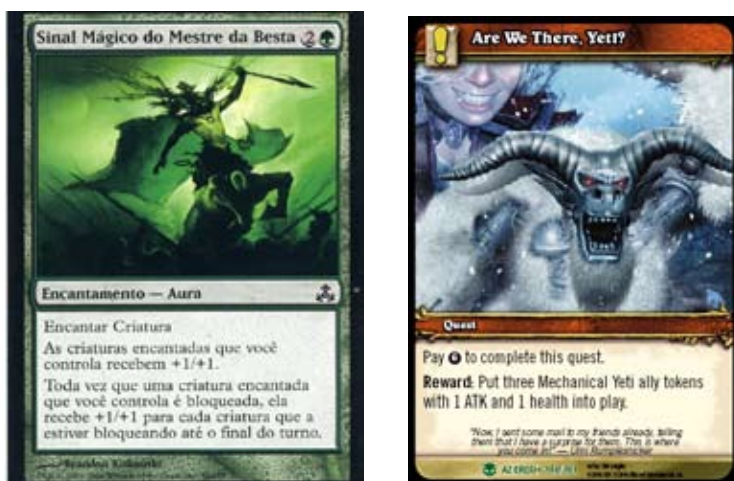 Sinal Mágico do Mestre da Besta 2
Encantamento — Aura
Encantar Criatura
As criaturas encantadas que você
controla recebem +1/+1.
Toda vez que uma criatura encantada
que você controla é bloqueada, ela
recebe +1/+1 para cada criatura que a
estiver bloqueando até o final do turno.
Are We There, Yeti?
Quest
Pay to complete this quest.
Reward: Put three Mechanical Yeti ally tokens
with 1 ATK and 1 health into play.
"Now, I sent some mail to my friends already, telling
them that I have a surprise for them. This is where
you come in!" — Umi Rumplesnicker